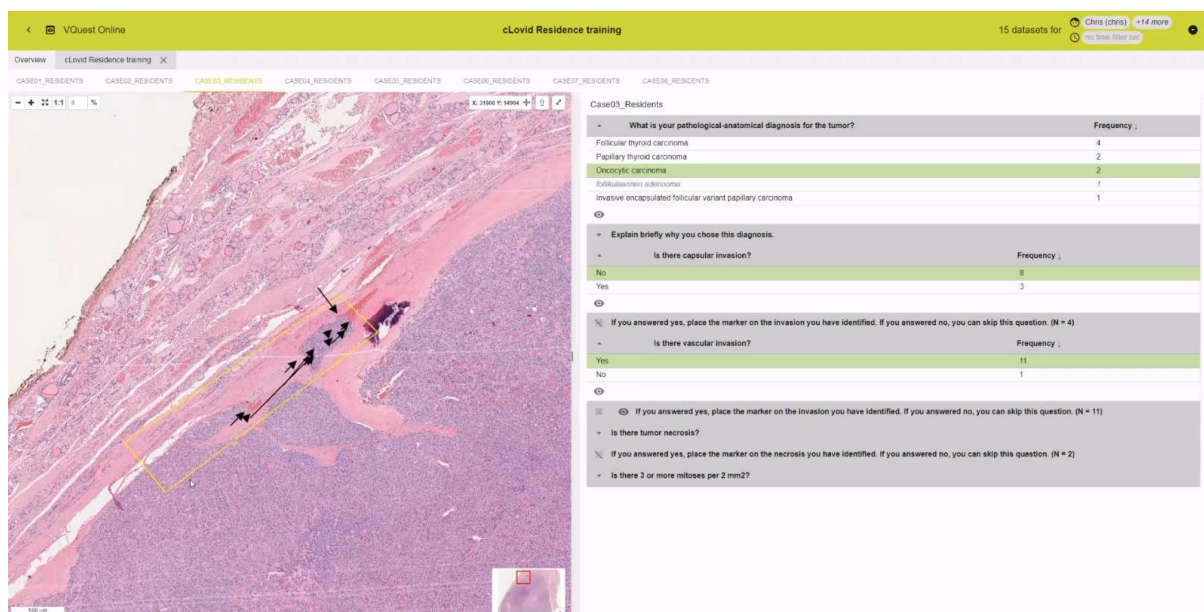 VQuest Online
cLovid Residence training
15 datasets for
Chris (chris) +14 more
no time filter set
Overview
cLovid Residence training
CASE01_RESIDENTS CASE02_RESIDENTS CASE03_RESIDENTS CASE04_RESIDENTS CASE05_RESIDENTS CASE06_RESIDENTS CASE07_RESIDENTS CASE08_RESIDENTS
1:1 %
Case03_Residents
What is your pathological-anatomical diagnosis for the tumor? Frequency ↓
Follicular thyroid carcinoma 4
Papillary thyroid carcinoma 2
Oncocytic carcinoma 2
adenooma 1
Invasive encapsulated follicular variant papillary carcinoma 1
Explain briefly why you chose this diagnosis.
Is there capsular invasion? Frequency ↓
No 8
Yes 3
If you answered yes, place the marker on the invasion you have identified. If you answered no, you can skip this question. (N = 4)
Is there vascular invasion? Frequency ↓
Yes 11
No 1
If you answered yes, place the marker on the invasion you have identified. If you answered no, you can skip this question. (N = 11)
Is there tumor necrosis?
If you answered yes, place the marker on the necrosis you have identified. If you answered no, you can skip this question. (N = 2)
Is there 3 or more mitoses per 2 mm2?
500 µm